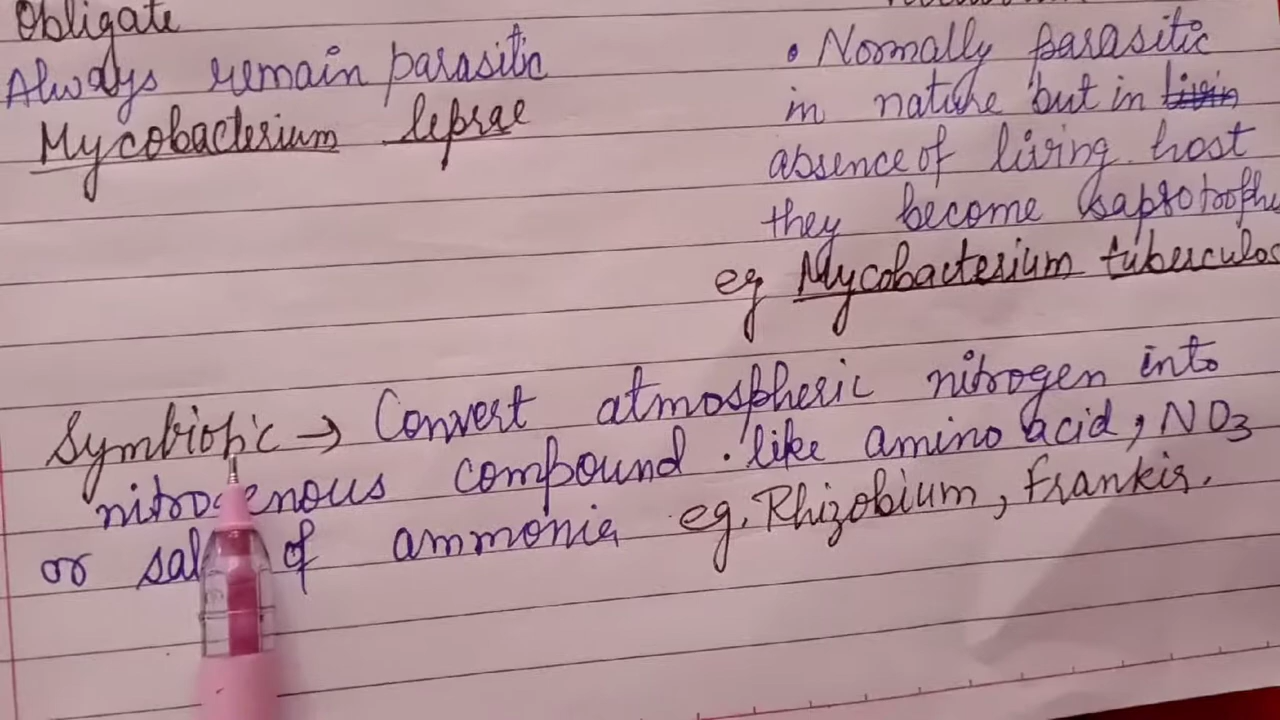 Obligate
Always remain parasitic
Mycobacterium leprae
• Normally parasitic
in nature but in
absence of living host
they become saprotrophe
eg Mycobacterium tuberculos
Symbiotic → Convert atmospheric nitrogen into
nitrogenous compound . like amino acid, NO3
or sal of ammonia eg. Rhizobium, Frankia.